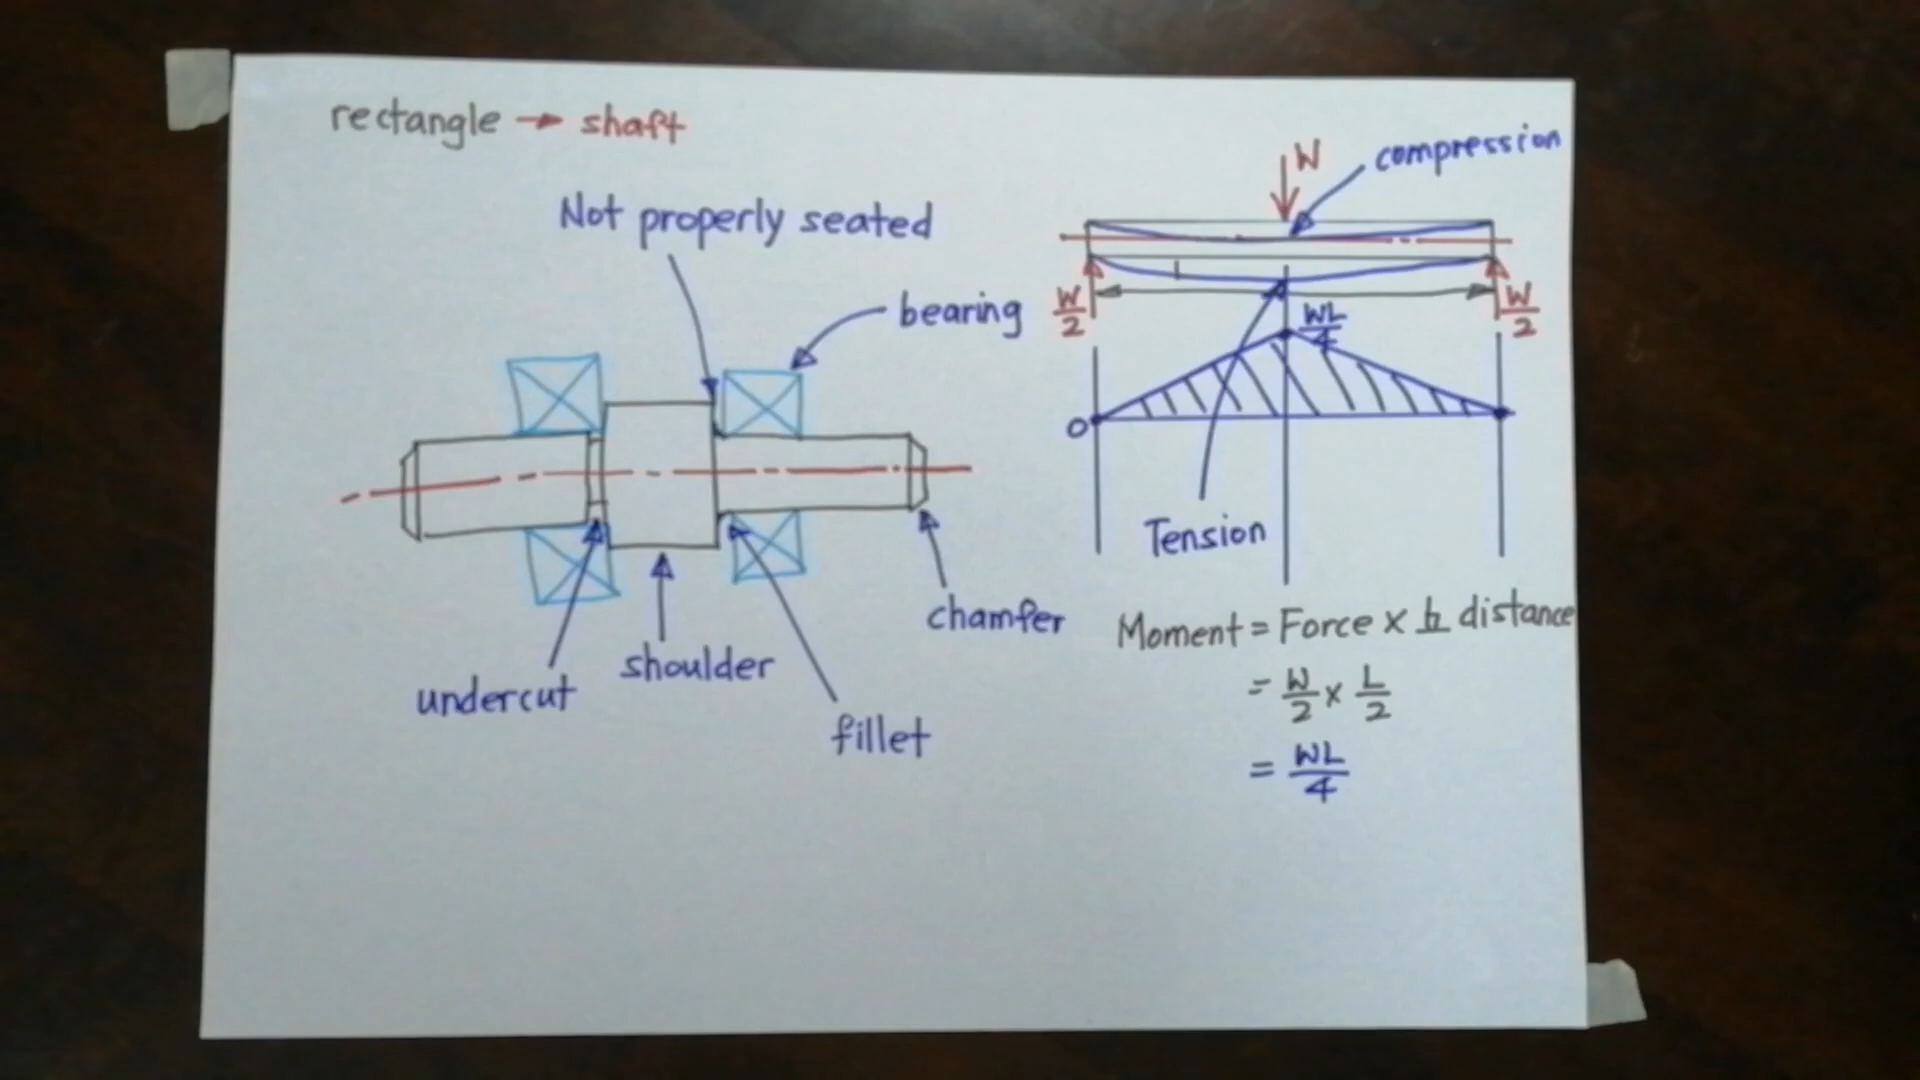 rectangle → shaft
Not properly seated
bearing
undercut
shoulder
fillet
chamfer
W
compression
W/2
L
W/2
WL/4
0
Tension
Moment = Force × h distance
= W/2 × L/2
= WL/4